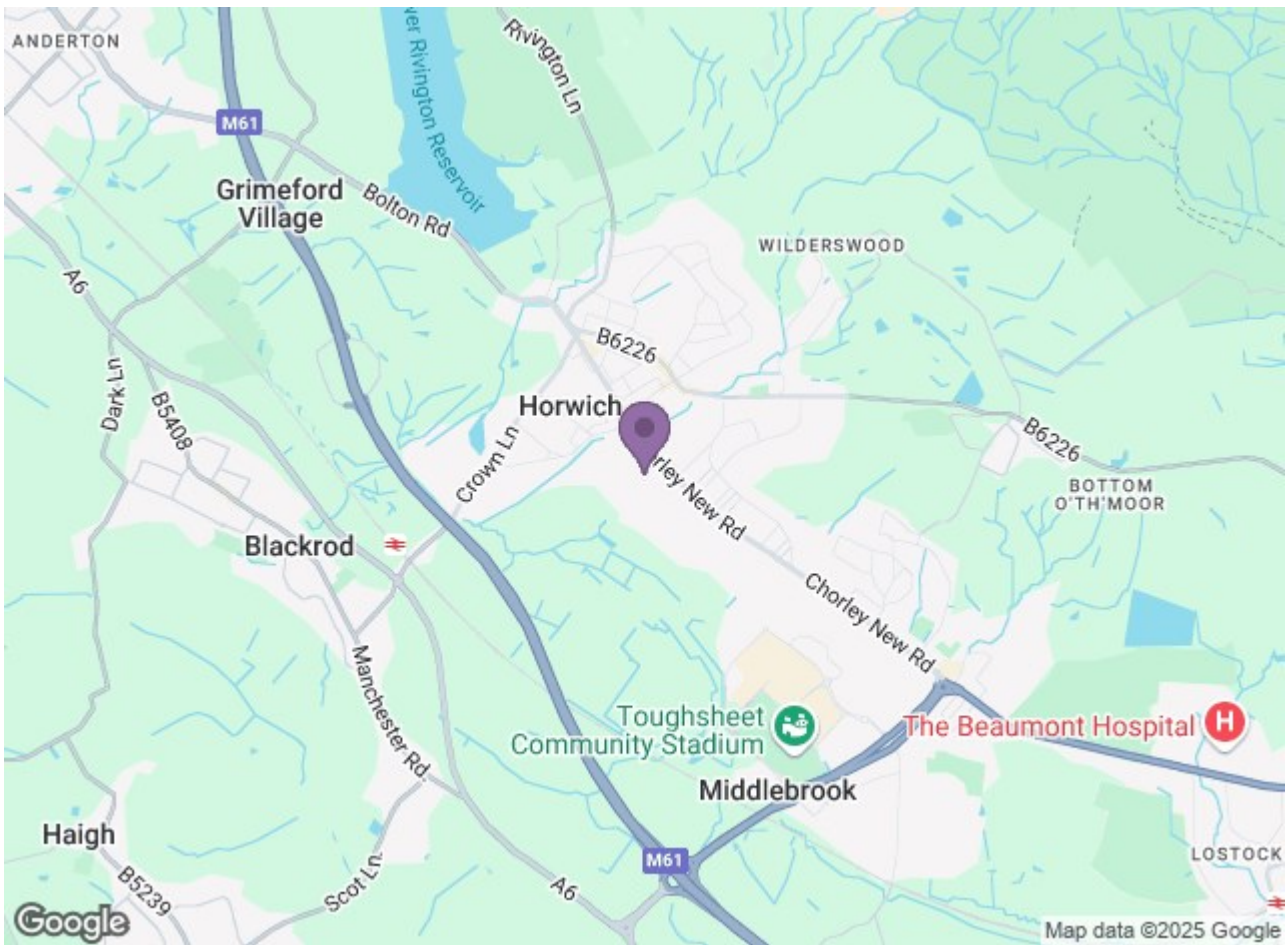 ANDERTON
M61
Grimeford
Village
Bolton Rd
Rivington Ln
Rivington Reservoir
WILDERSWOOD
A6
B6226
Dark Ln
B5408
Horwich
Crown Ln
Chorley New Rd
B6226
BOTTOM
O'TH'MOOR
Blackrod
Chorley New Rd
Manchester Rd
Toughsheet
Community Stadium
The Beaumont Hospital
H
Middlebrook
Haigh
M61
LOSTOCK
B5239
Scot Ln
A6
Google
Map data ©2025 Google